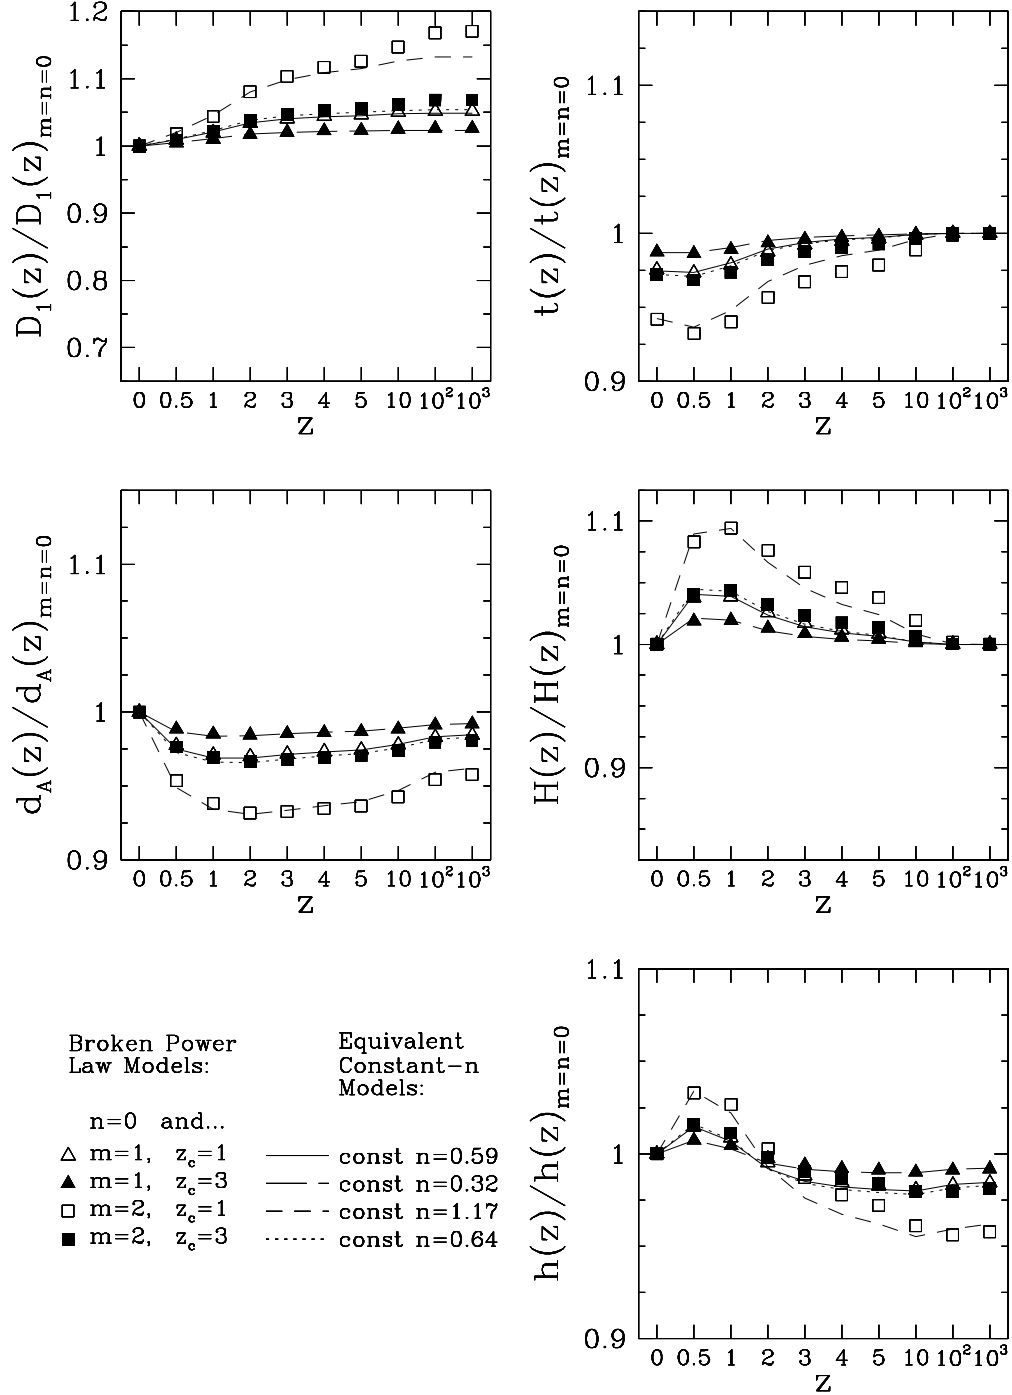 D₁(z)/D₁(z)m=n=0
1.2
1.1
1
0.9
0.8
0.7
0 0.5 1 2 3 4 5 10 10² 10³
z
t(z)/t(z)m=n=0
1.1
1
0.9
0 0.5 1 2 3 4 5 10 10² 10³
z
d_A(z)/d_A(z)m=n=0
1.1
1
0.9
0 0.5 1 2 3 4 5 10 10² 10³
z
H(z)/H(z)m=n=0
1.1
1
0.9
0 0.5 1 2 3 4 5 10 10² 10³
z
Broken Power
Law Models:
n=0 and...
m=1, z_c=1
m=1, z_c=3
m=2, z_c=1
m=2, z_c=3
Equivalent
Constant-n
Models:
const n=0.59
const n=0.32
const n=1.17
const n=0.64
h(z)/h(z)m=n=0
1.1
1
0.9
0 0.5 1 2 3 4 5 10 10² 10³
z